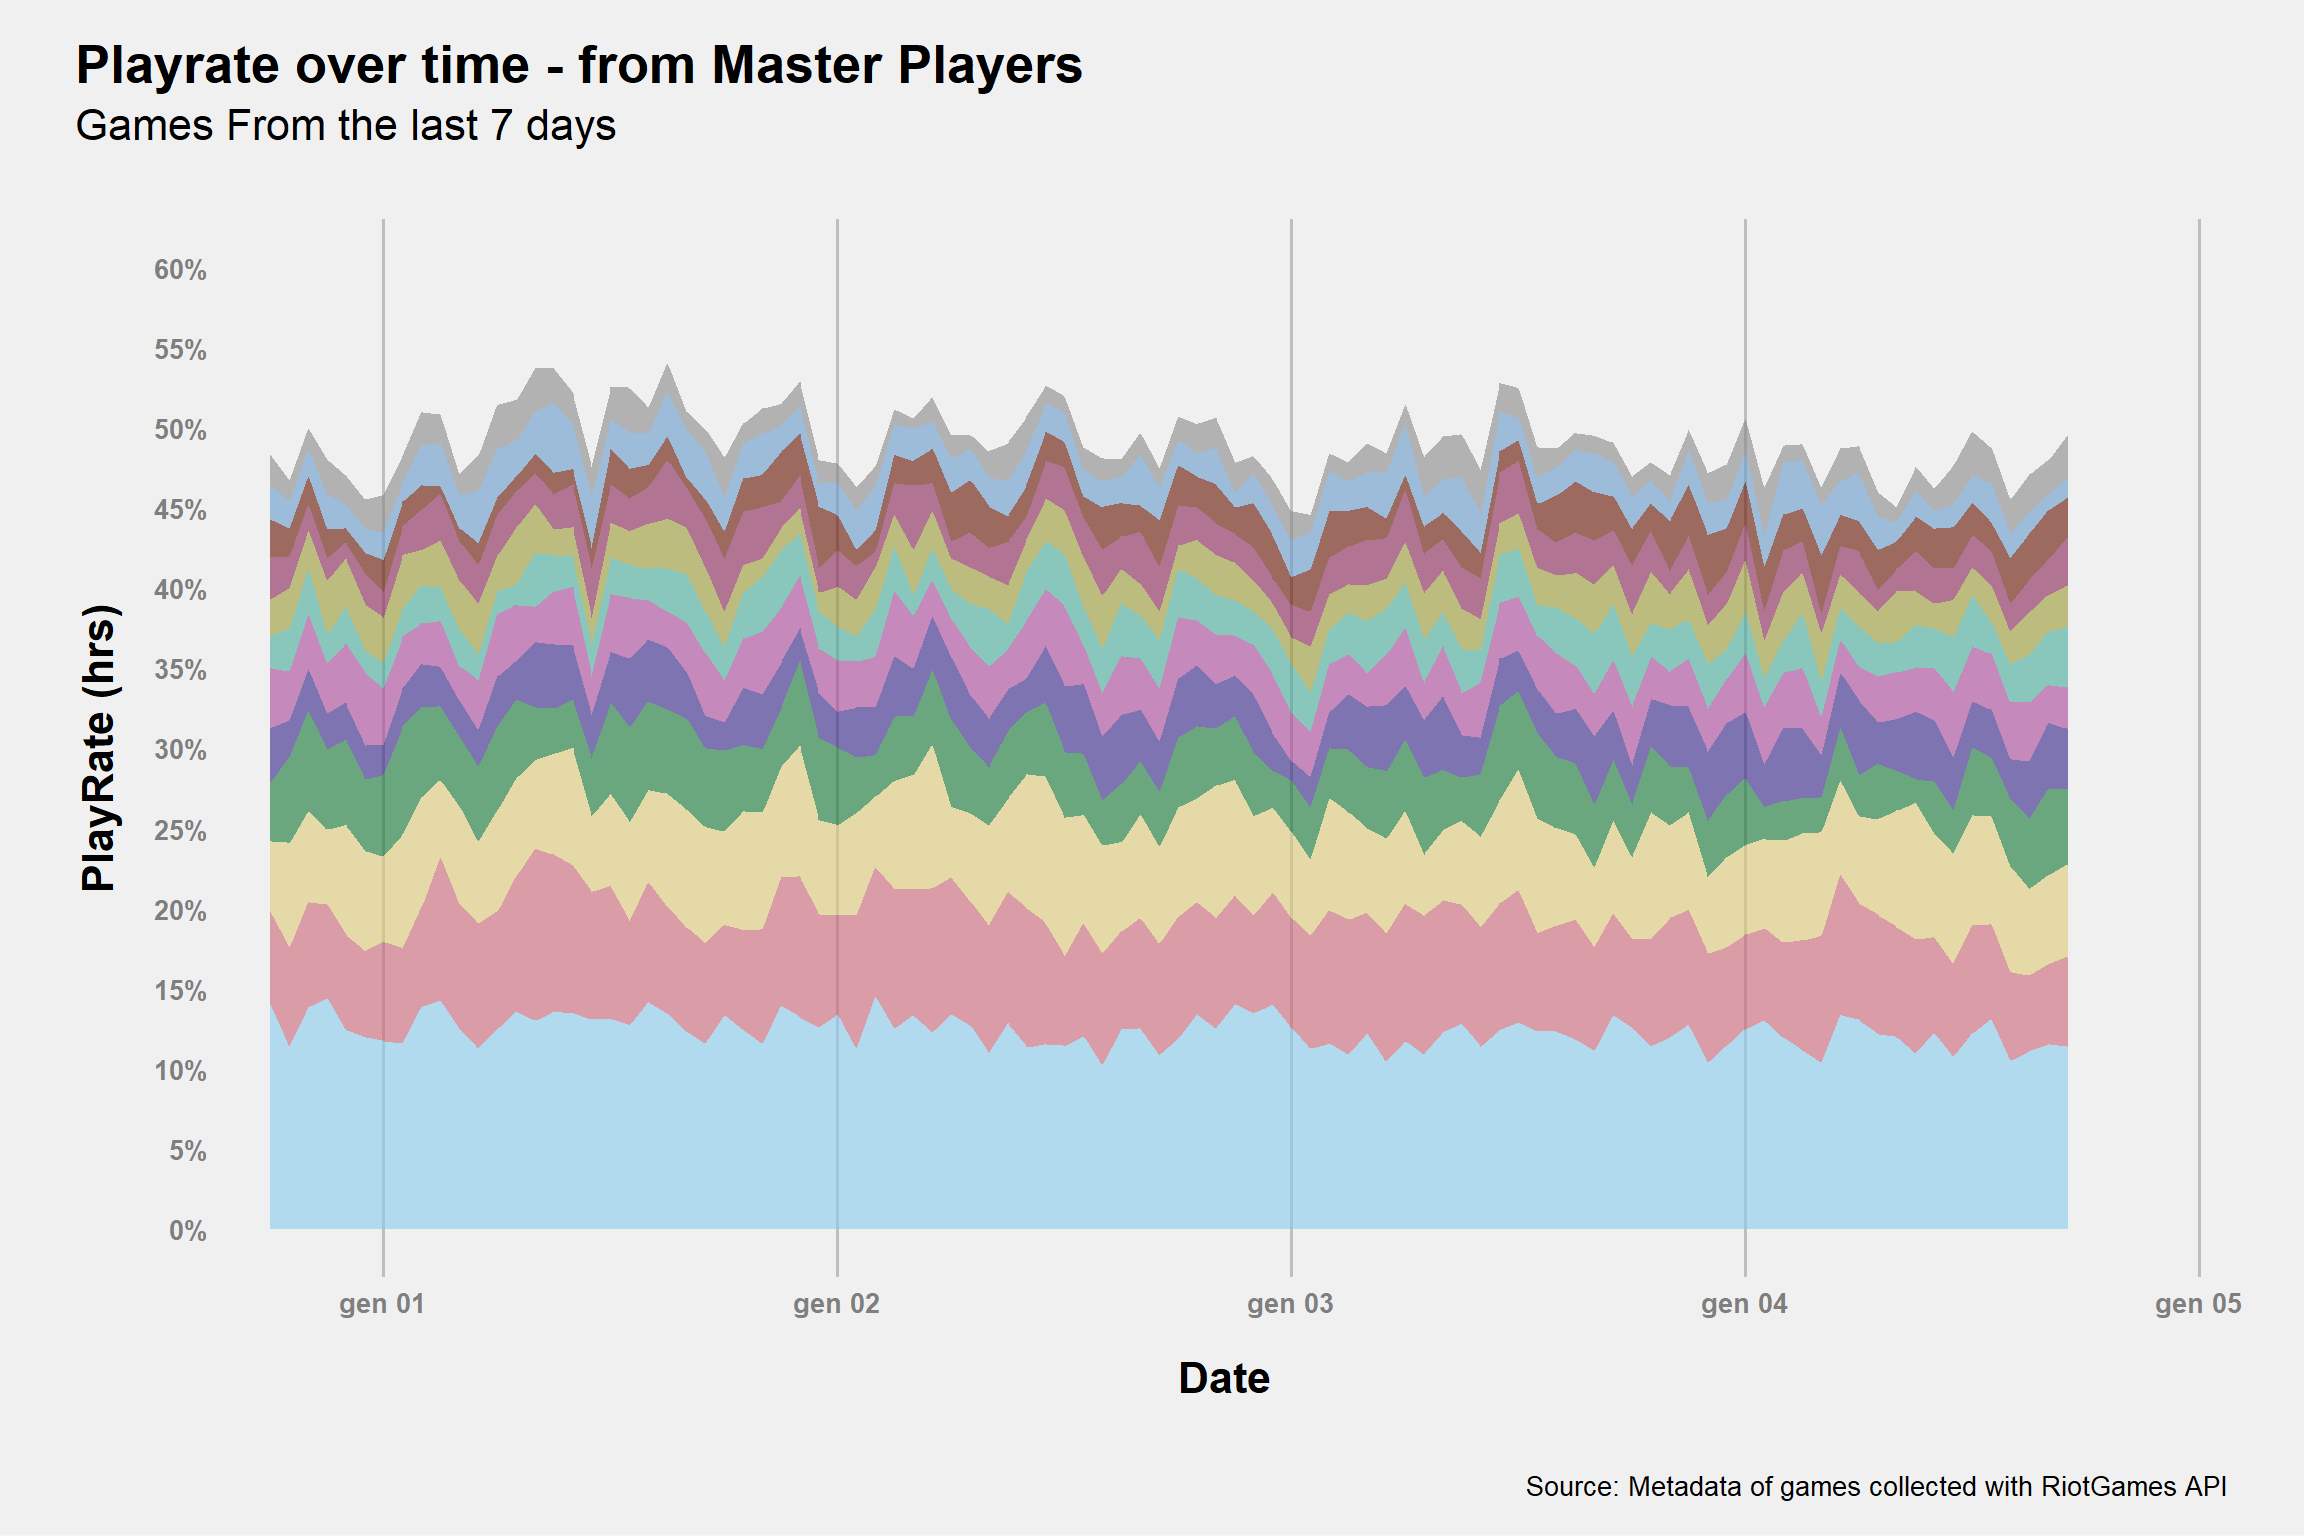 Playrate over time - from Master Players
Games From the last 7 days
PlayRate (hrs)
60%
55%
50%
45%
40%
35%
30%
25%
20%
15%
10%
5%
0%
gen 01
gen 02
gen 03
gen 04
gen 05
Date
Source: Metadata of games collected with RiotGames API